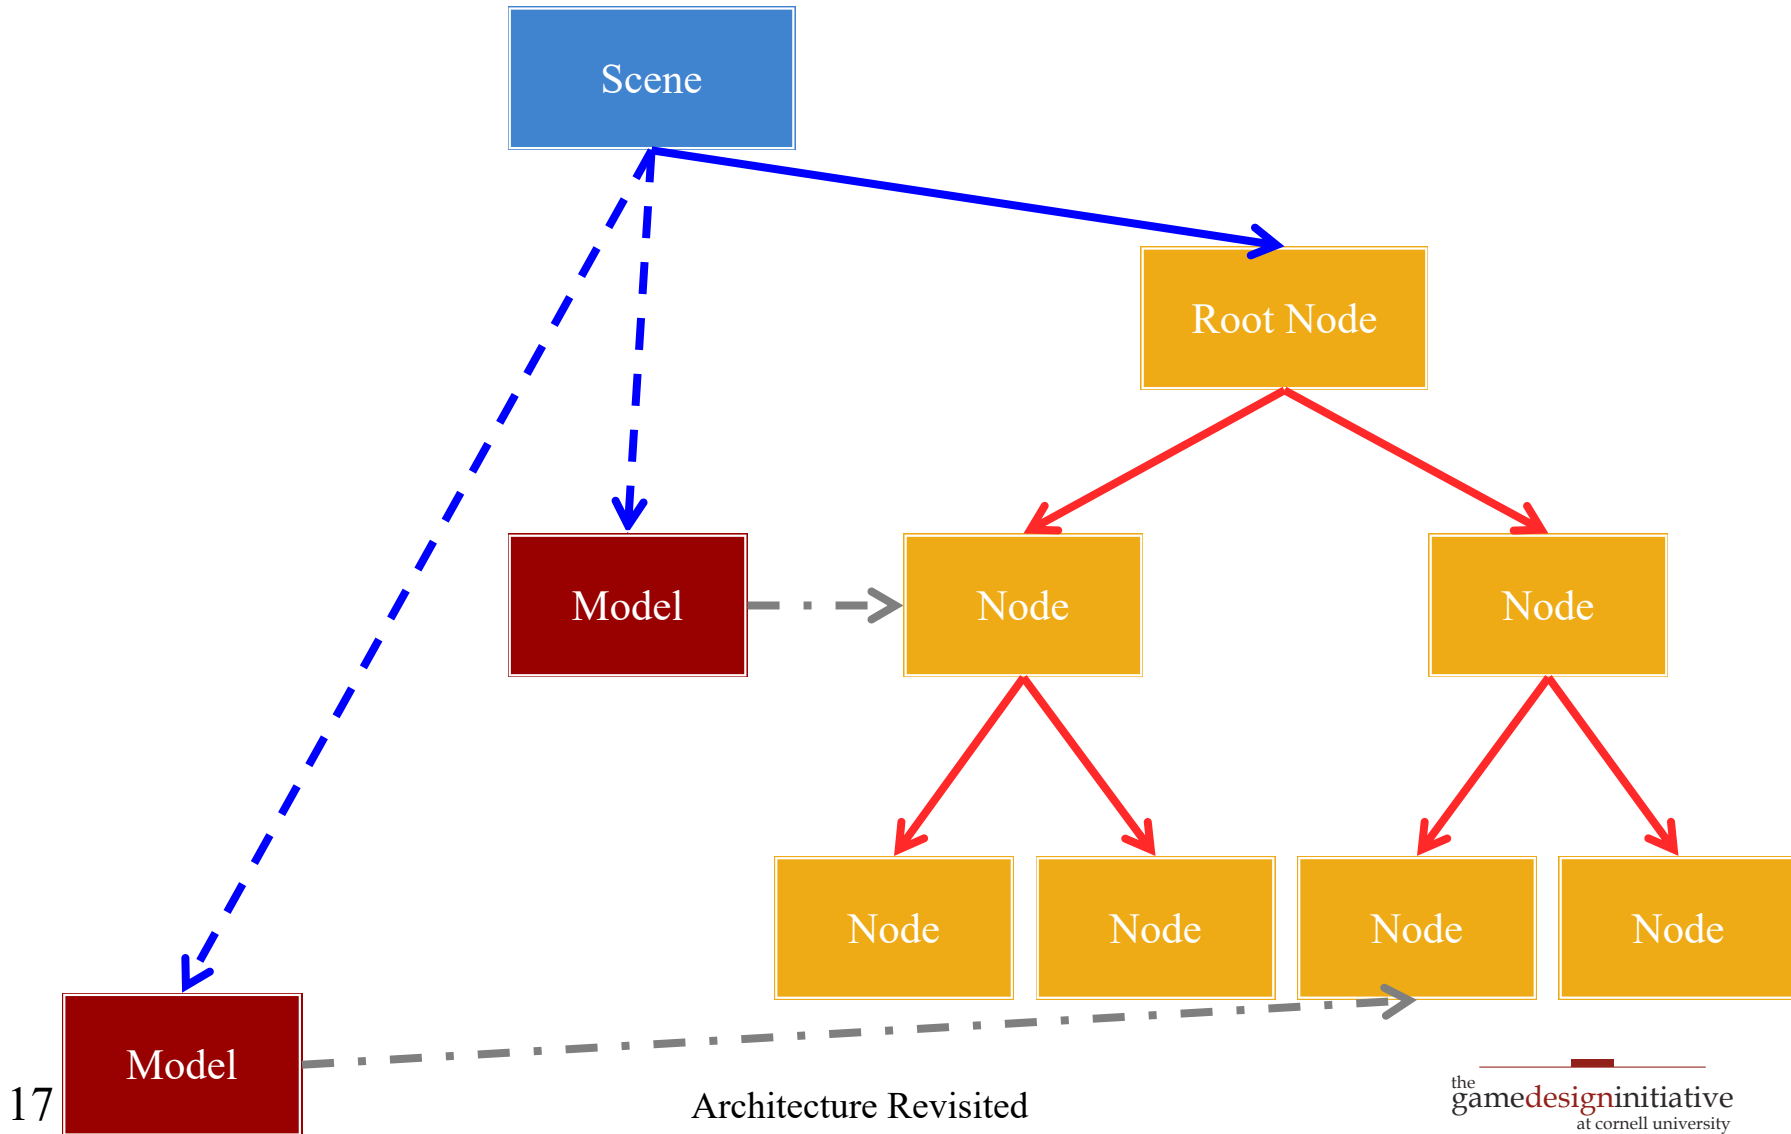 Scene
Root Node
Model
Node
Node
Node
Node
Node
Node
Model
17
Architecture Revisited
the
gamedesigninitiative
at cornell university